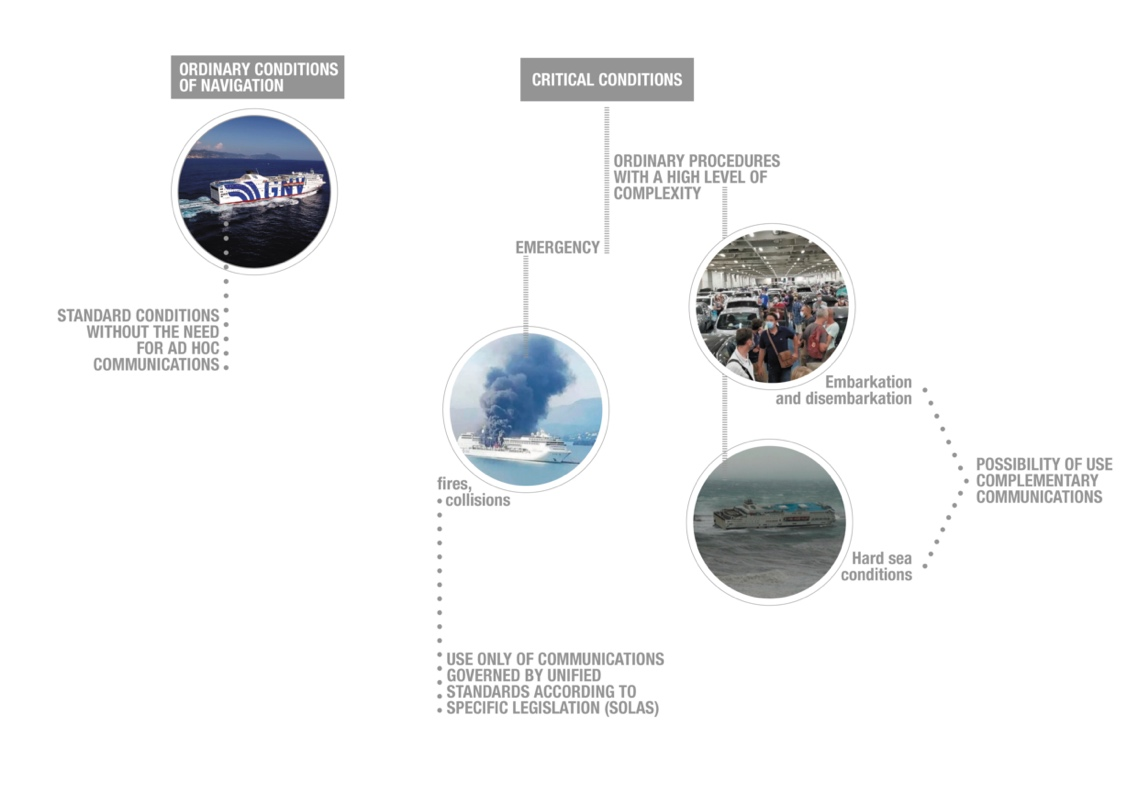 ORDINARY CONDITIONS
OF NAVIGATION
GNV
STANDARD CONDITIONS
WITHOUT THE NEED
FOR AD HOC
COMMUNICATIONS
CRITICAL CONDITIONS
ORDINARY PROCEDURES
WITH A HIGH LEVEL OF
COMPLEXITY
EMERGENCY
fires,
collisions
USE ONLY OF COMMUNICATIONS
GOVERNED BY UNIFIED
STANDARDS ACCORDING TO
SPECIFIC LEGISLATION (SOLAS)
Embarkation
and disembarkation
Hard sea
conditions
POSSIBILITY OF USE
COMPLEMENTARY
COMMUNICATIONS